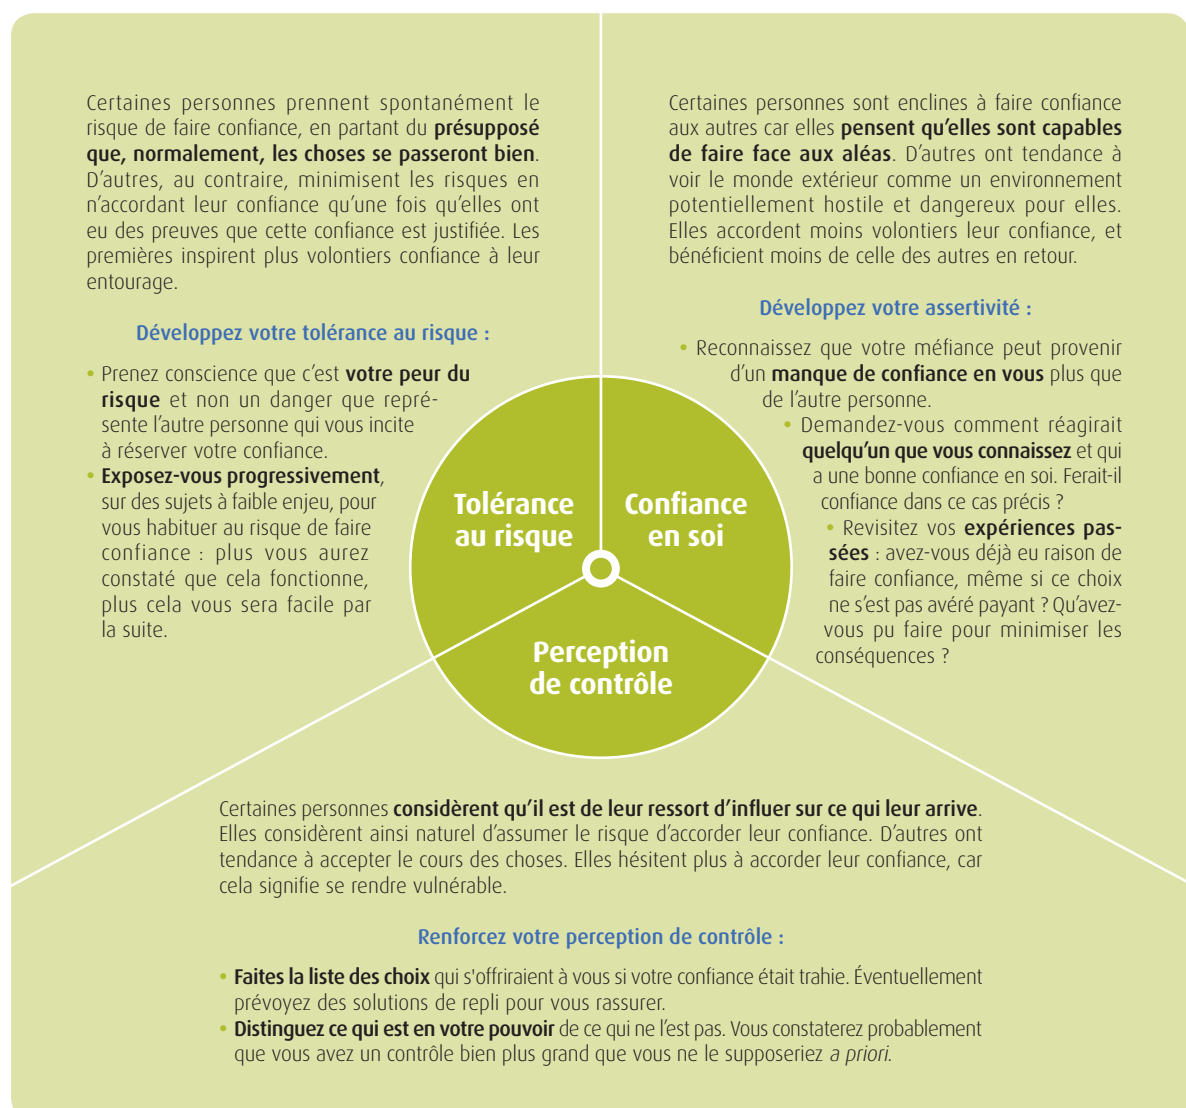 Certaines personnes prennent spontanément le
risque de faire confiance, en partant du présupposé
que, normalement, les choses se passeront bien.
D’autres, au contraire, minimisent les risques en
n’accordant leur confiance qu’une fois qu’elles ont
eu des preuves que cette confiance est justifiée. Les
premières inspirent plus volontiers confiance à leur
entourage.
Développez votre tolérance au risque :
• Prenez conscience que c’est votre peur du
risque et non un danger que repré-
sente l’autre personne qui vous incite
à réserver votre confiance.
• Exposez-vous progressivement,
sur des sujets à faible enjeu, pour
vous habituer au risque de faire
confiance : plus vous aurez
constaté que cela fonctionne,
plus cela vous sera facile par
la suite.
Certaines personnes sont enclines à faire confiance
aux autres car elles pensent qu’elles sont capables
de faire face aux aléas. D’autres ont tendance à
voir le monde extérieur comme un environnement
potentiellement hostile et dangereux pour elles.
Elles accordent moins volontiers leur confiance, et
bénéficient moins de celle des autres en retour.
Développez votre assertivité :
• Reconnaissez que votre méfiance peut provenir
d’un manque de confiance en vous plus que
de l’autre personne.
• Demandez-vous comment réagirait
quelqu’un que vous connaissez et qui
a une bonne confiance en soi. Ferait-il
confiance dans ce cas précis ?
• Revisitez vos expériences pas-
sées : avez-vous déjà eu raison de
faire confiance, même si ce choix
ne s’est pas avéré payant ? Qu’avez-
vous pu faire pour minimiser les
conséquences ?
Tolérance
au risque
Confiance
en soi
Perception
de contrôle
Certaines personnes considèrent qu’il est de leur ressort d’influer sur ce qui leur arrive.
Elles considèrent ainsi naturel d’assumer le risque d’accorder leur confiance. D’autres ont
tendance à accepter le cours des choses. Elles hésitent plus à accorder leur confiance, car
cela signifie se rendre vulnérable.
Renforcez votre perception de contrôle :
• Faites la liste des choix qui s'offriraient à vous si votre confiance était trahie. Éventuellement
prévoyez des solutions de repli pour vous rassurer.
• Distinguez ce qui est en votre pouvoir de ce qui ne l’est pas. Vous constaterez probablement
que vous avez un contrôle bien plus grand que vous ne le supposeriez a priori.